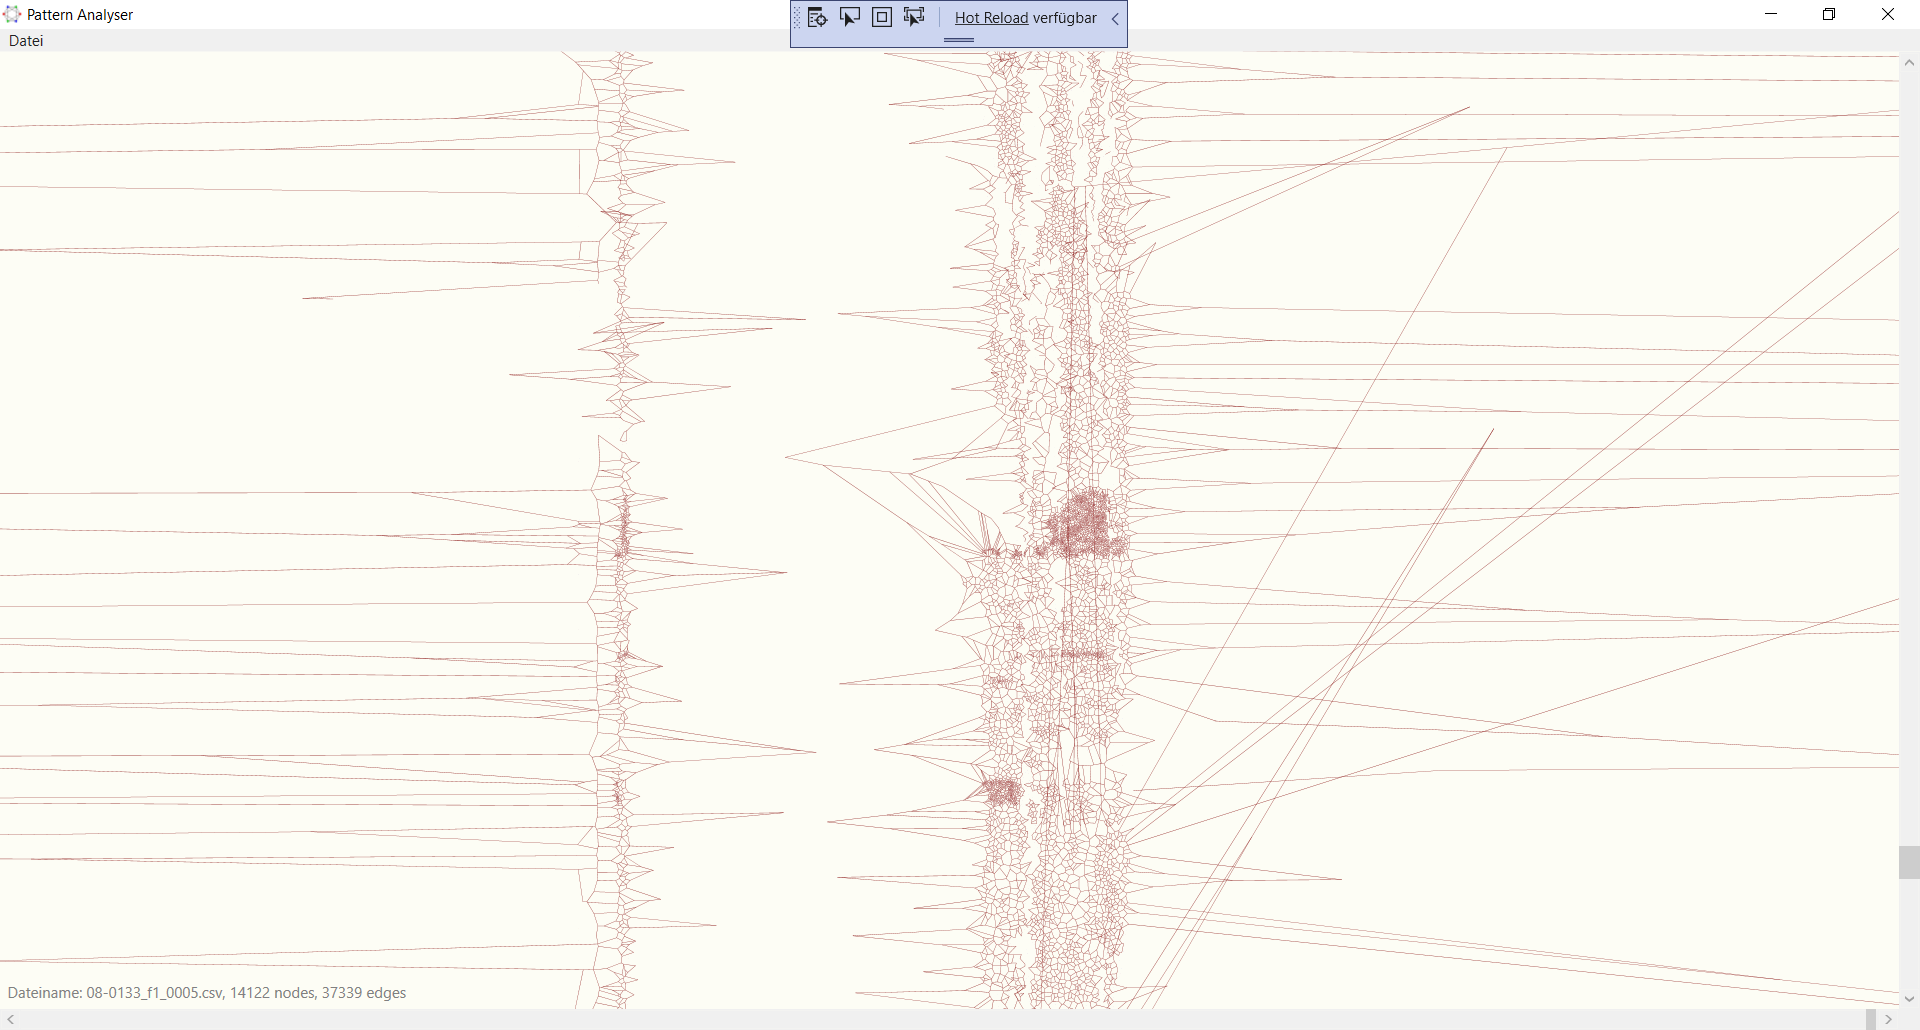 Pattern Analyser
Hot Reload verfügbar
Datei
Dateiname: 08-0133_f1_0005.csv, 14122 nodes, 37339 edges